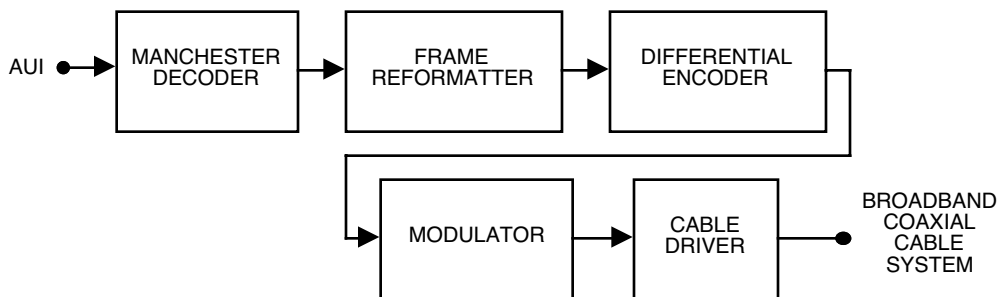 AUI
MANCHESTER
DECODER
FRAME
REFORMATTER
DIFFERENTIAL
ENCODER
MODULATOR
CABLE
DRIVER
BROADBAND
COAXIAL
CABLE
SYSTEM